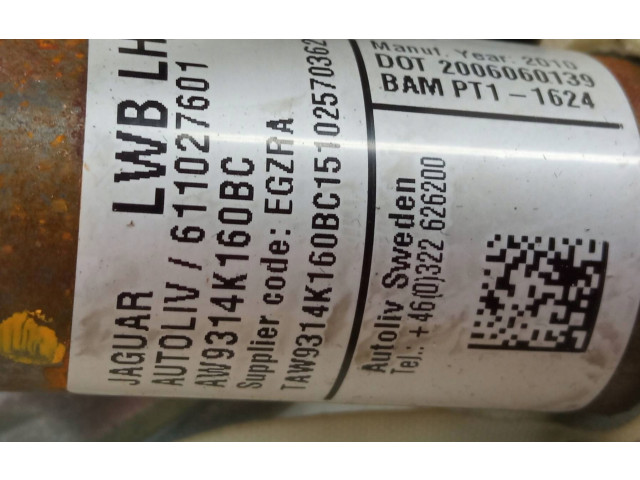 JAGUAR LWB LH
AUTOLIV / 611027601
AW9314K160BC
Supplier code: EGZRA
TAW9314K160BC15102570362
Manuf. Year: 2010
DOT 2006060139
BAM PT1 - 1624
Autoliv Sweden
Tel.: +46(0)322 626200